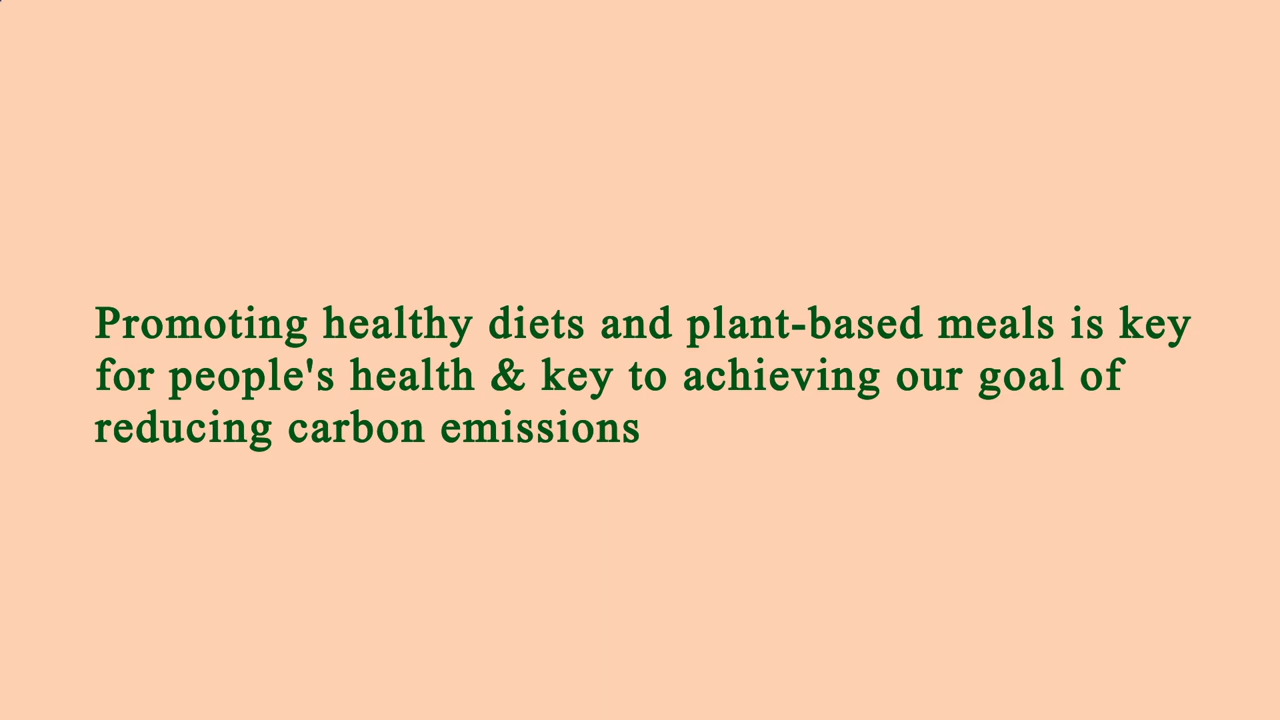 Promoting healthy diets and plant-based meals is key
for people's health & key to achieving our goal of
reducing carbon emissions